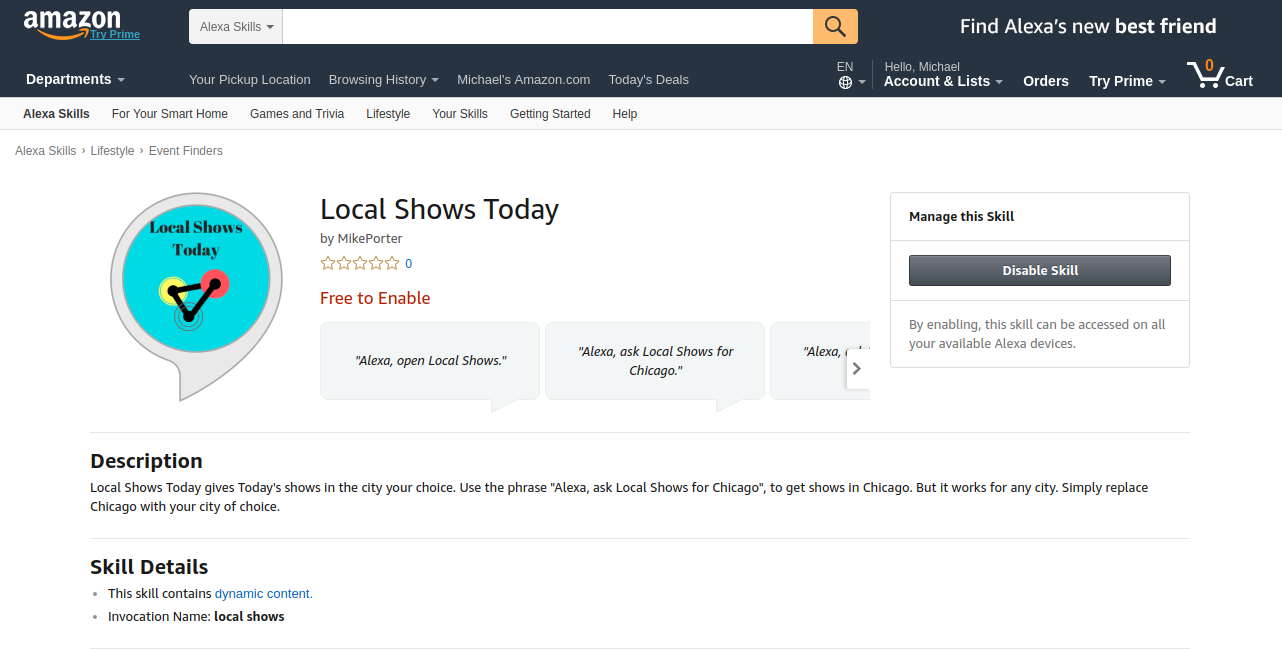 amazon
Try Prime
Alexa Skills
Find Alexa's new best friend
Departments
Your Pickup Location
Browsing History
Michael's Amazon.com
Today's Deals
EN
Hello, Michael
Account & Lists
Orders
Try Prime
0
Cart
Alexa Skills
For Your Smart Home
Games and Trivia
Lifestyle
Your Skills
Getting Started
Help
Alexa Skills › Lifestyle › Event Finders
Local Shows
Today
Local Shows Today
by MikePorter
0
Free to Enable
"Alexa, open Local Shows."
"Alexa, ask Local Shows for
Chicago."
"Alexa,
Manage this Skill
Disable Skill
By enabling, this skill can be accessed on all
your available Alexa devices.
Description
Local Shows Today gives Today's shows in the city your choice. Use the phrase "Alexa, ask Local Shows for Chicago", to get shows in Chicago. But it works for any city. Simply replace
Chicago with your city of choice.
Skill Details
• This skill contains dynamic content.
• Invocation Name: local shows